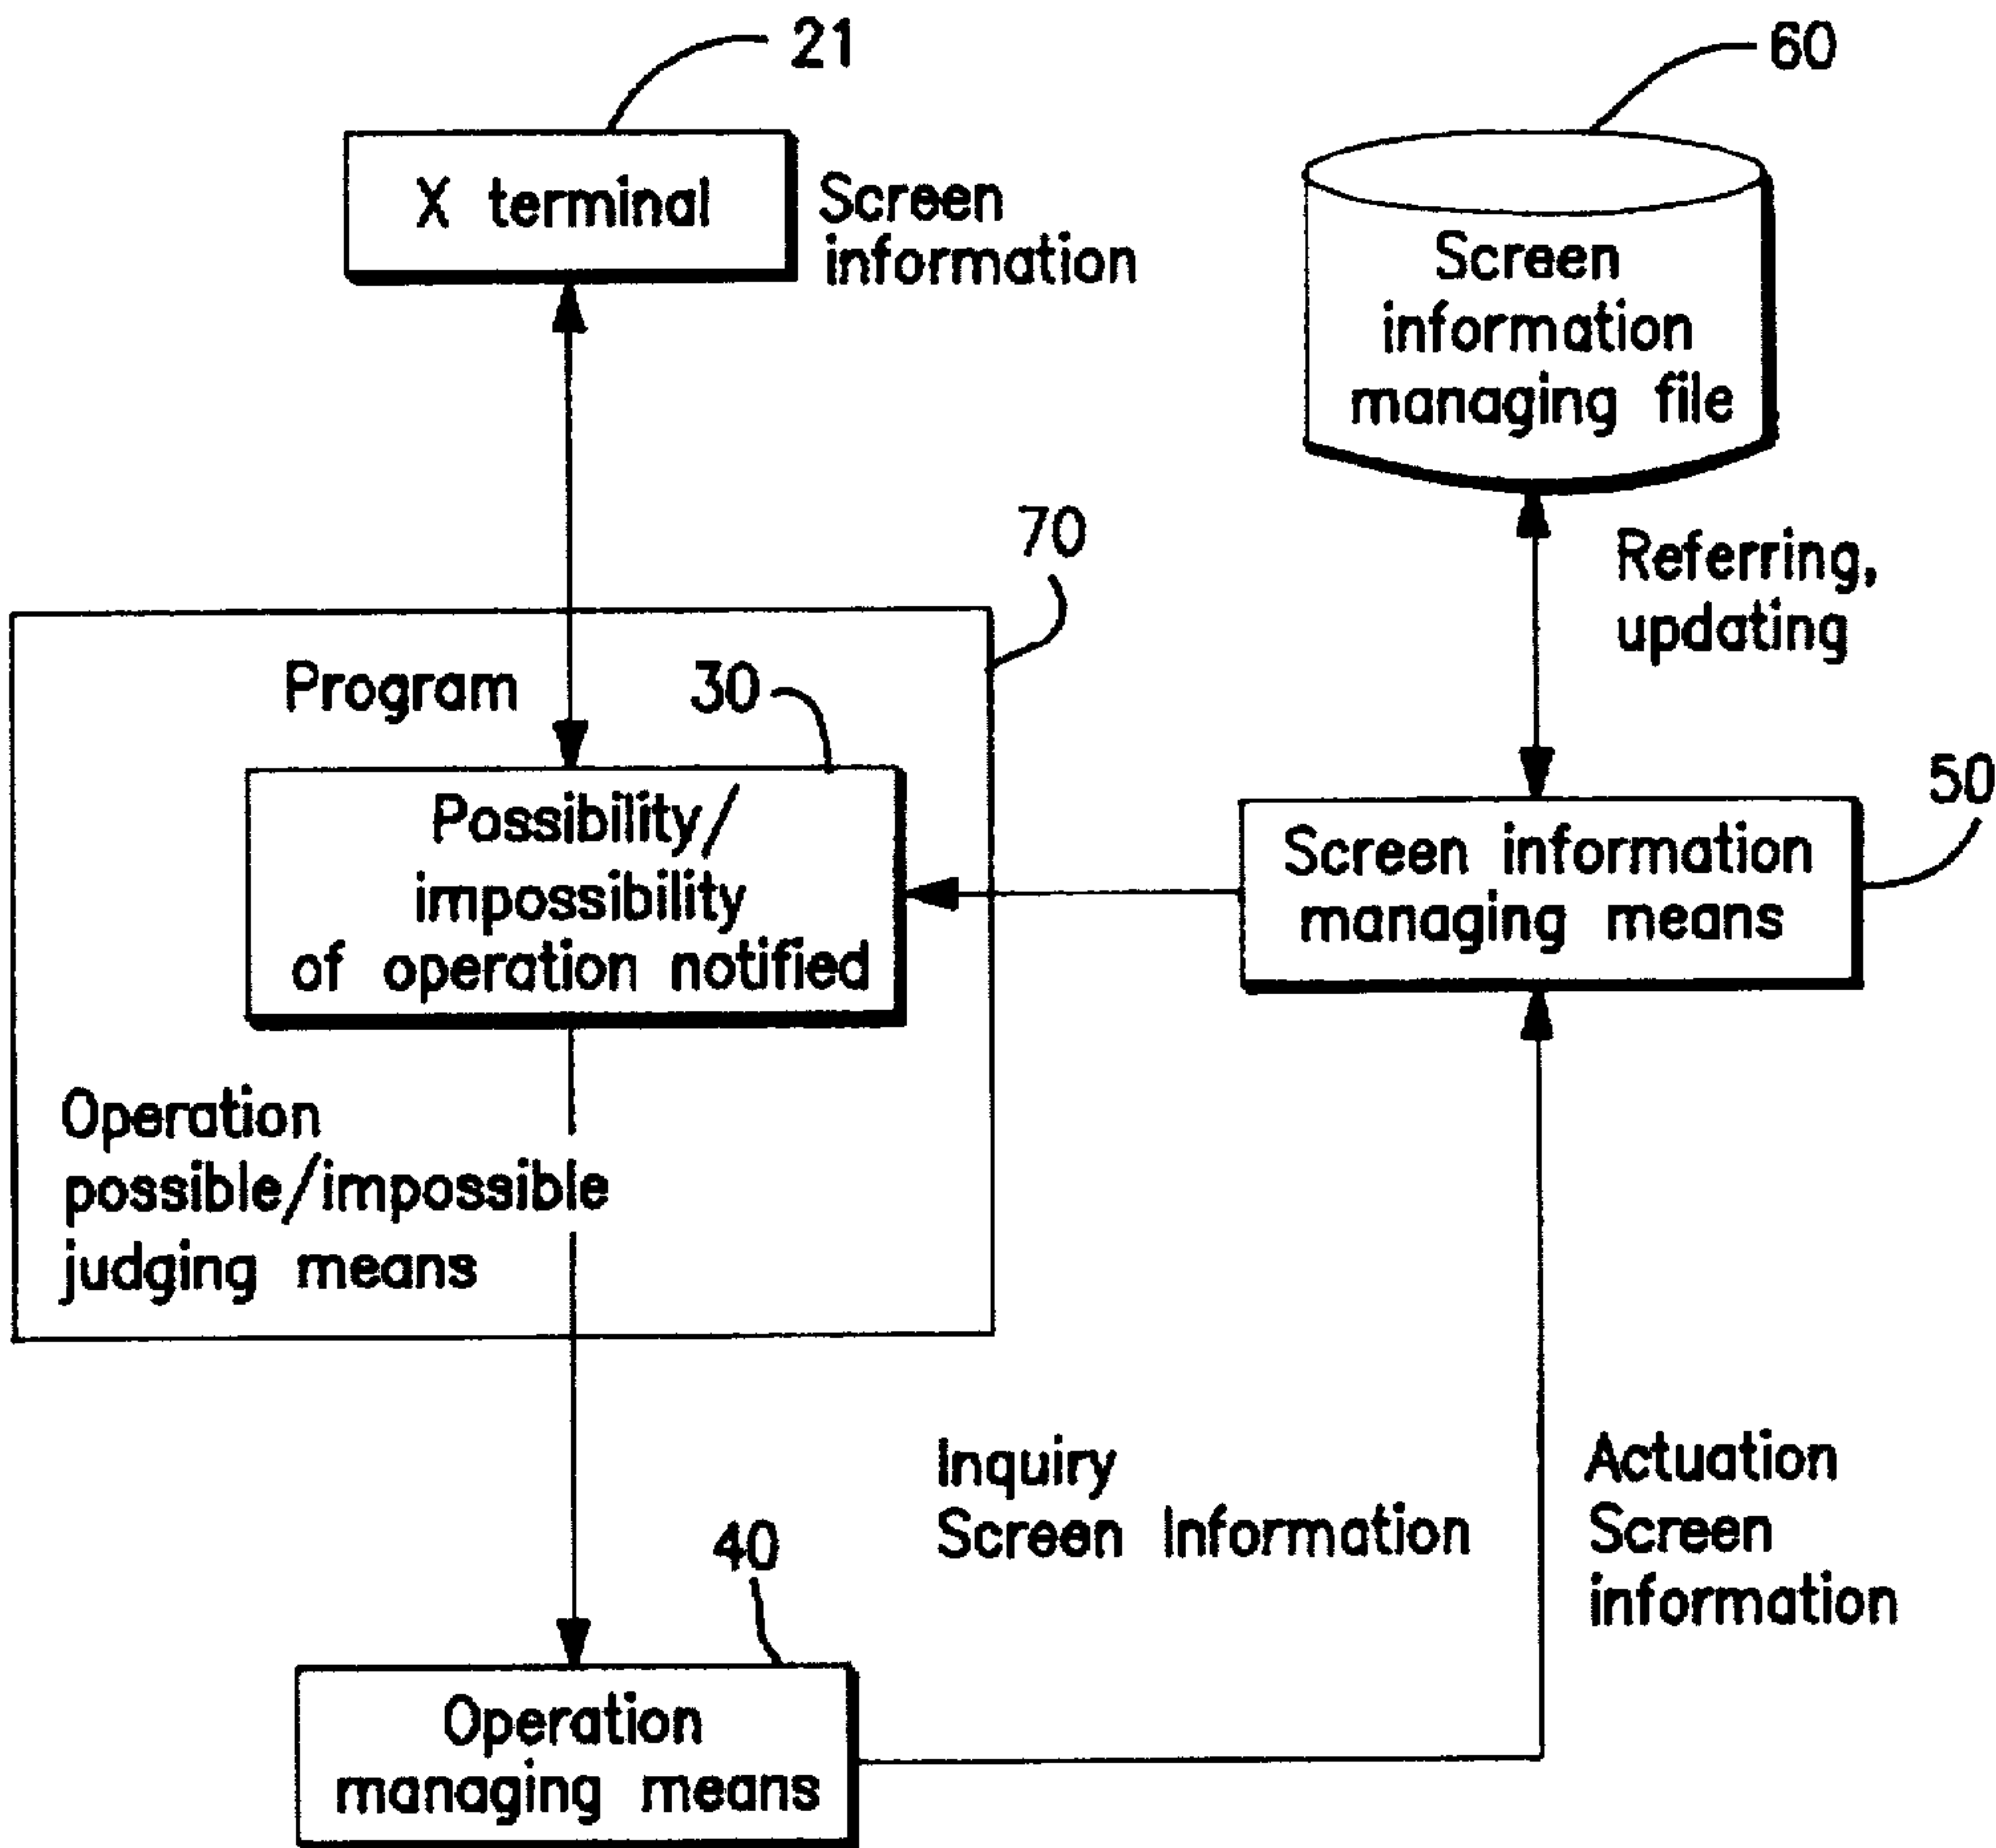 21
60
X terminal
Screen
information
Screen
information
managing file
70
Referring,
updating
Program
30
50
Possibility/
impossibility
of operation notified
Screen information
managing means
Operation
possible/impossible
judging means
Inquiry
Screen Information
Actuation
Screen
information
40
Operation
managing means